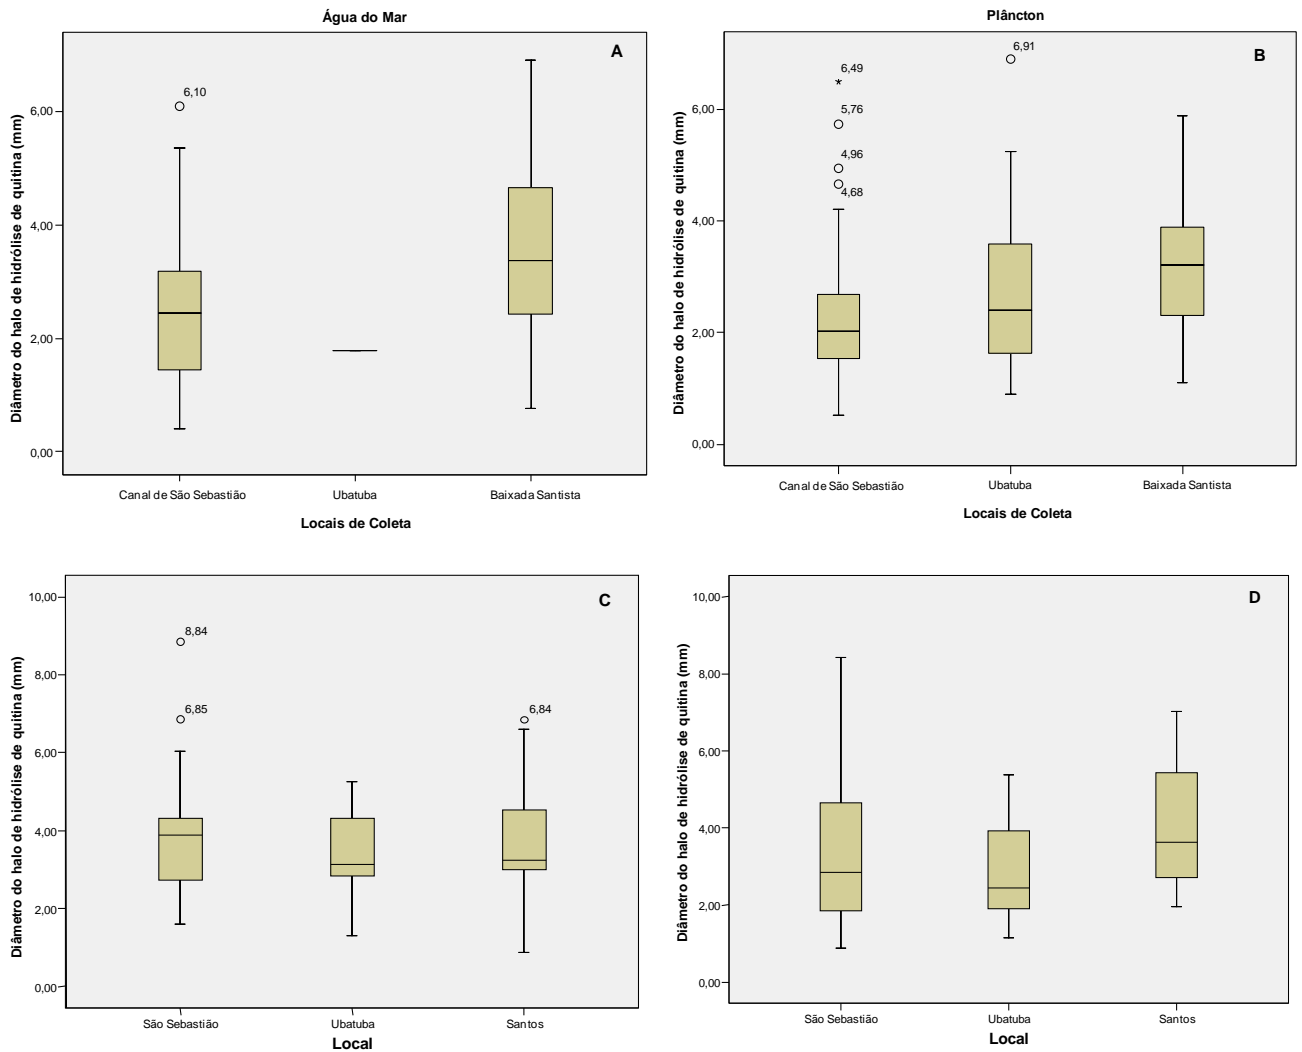 Água do Mar
A
Diâmetro do halo de hidrólise de quitina (mm)
6,00
4,00
2,00
0,00
6,10
Canal de São Sebastião
Ubatuba
Baixada Santista
Locais de Coleta
Plâncton
B
Diâmetro do halo de hidrólise de quitina (mm)
6,00
4,00
2,00
0,00
6,49
5,76
4,96
4,68
6,91
Canal de São Sebastião
Ubatuba
Baixada Santista
Locais de Coleta
C
Diâmetro do halo de hidrólise de quitina (mm)
10,00
8,00
6,00
4,00
2,00
0,00
8,84
6,85
6,84
São Sebastião
Ubatuba
Santos
Local
D
Diâmetro do halo de hidrólise de quitina (mm)
10,00
8,00
6,00
4,00
2,00
0,00
São Sebastião
Ubatuba
Santos
Local